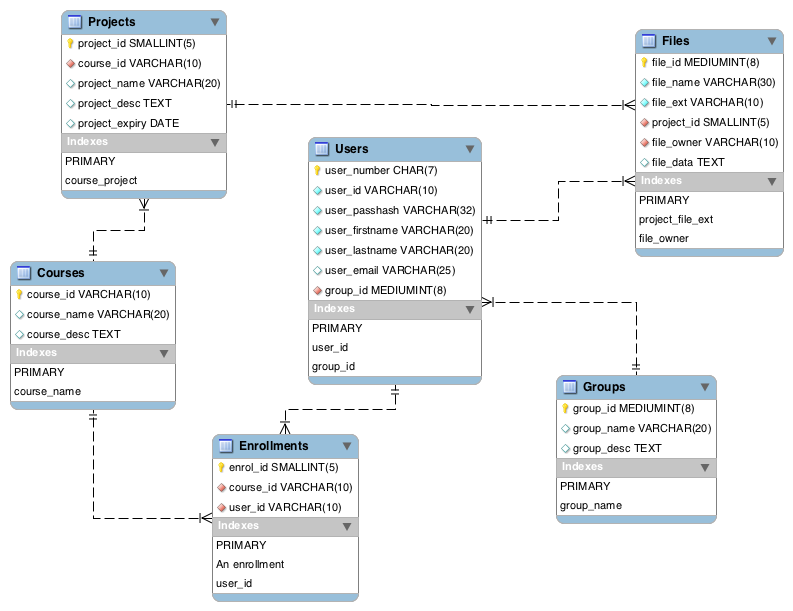 Projects
project_id SMALLINT(5)
course_id VARCHAR(10)
project_name VARCHAR(20)
project_desc TEXT
project_expiry DATE
Indexes
PRIMARY
course_project
Files
file_id MEDIUMINT(8)
file_name VARCHAR(30)
file_ext VARCHAR(10)
project_id SMALLINT(5)
file_owner VARCHAR(10)
file_data TEXT
Indexes
PRIMARY
project_file_ext
file_owner
Users
user_number CHAR(7)
user_id VARCHAR(10)
user_passhash VARCHAR(32)
user_firstname VARCHAR(20)
user_lastname VARCHAR(20)
user_email VARCHAR(25)
group_id MEDIUMINT(8)
Indexes
PRIMARY
user_id
group_id
Courses
course_id VARCHAR(10)
course_name VARCHAR(20)
course_desc TEXT
Indexes
PRIMARY
course_name
Groups
group_id MEDIUMINT(8)
group_name VARCHAR(20)
group_desc TEXT
Indexes
PRIMARY
group_name
Enrollments
enrol_id SMALLINT(5)
course_id VARCHAR(10)
user_id VARCHAR(10)
Indexes
PRIMARY
An enrollment
user_id